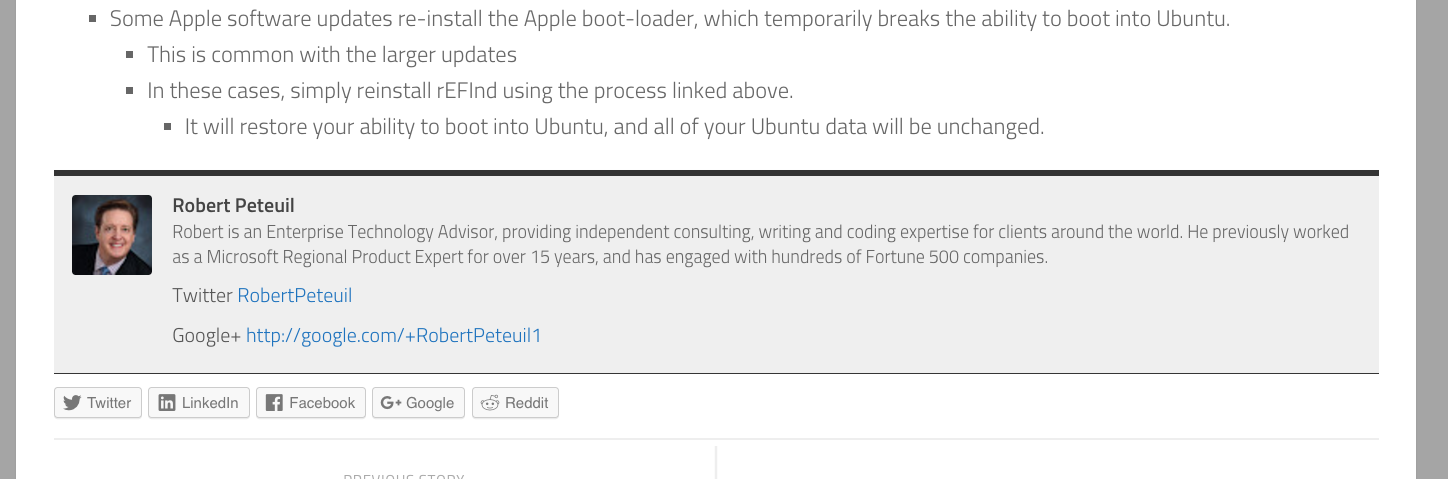 Some Apple software updates re-install the Apple boot-loader, which temporarily breaks the ability to boot into Ubuntu.
This is common with the larger updates
In these cases, simply reinstall rEFInd using the process linked above.
It will restore your ability to boot into Ubuntu, and all of your Ubuntu data will be unchanged.
Robert Peteuil
Robert is an Enterprise Technology Advisor, providing independent consulting, writing and coding expertise for clients around the world. He previously worked
as a Microsoft Regional Product Expert for over 15 years, and has engaged with hundreds of Fortune 500 companies.
Twitter RobertPeteuil
Google+ http://google.com/+RobertPeteuil1
Twitter LinkedIn Facebook Google Reddit
PREVIOUS STORY